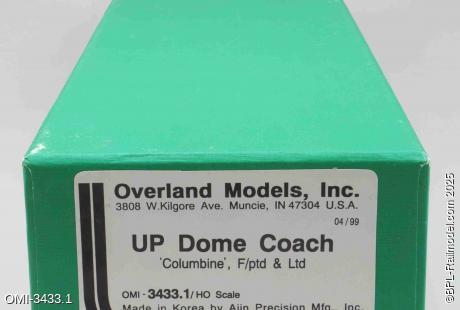 Overland Models, Inc.
3808 W.Kilgore Ave. Muncie, IN 47304 U.S.A.
04/99
UP Dome Coach
'Columbine', F/ptd & Ltd
OMI-3433.1/HO Scale
Made in Korea by Ajin Precision Mfg., Inc.
OMI-3433.1
©BPL-Railmodel.com 2025